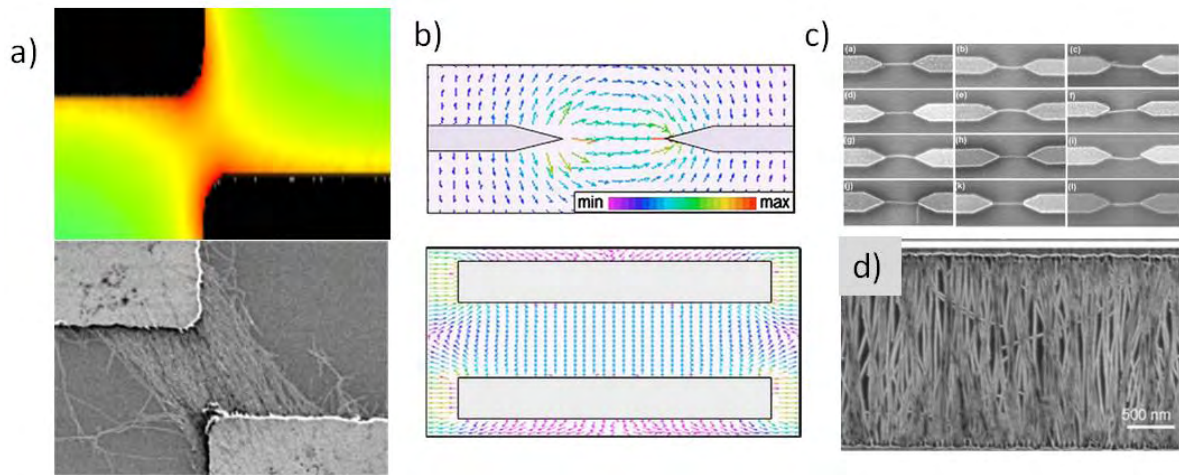 a)
b)
c)
min max
(a) (b) (c)
(d) (e) (f)
(g) (h) (i)
(j) (k) (l)
d)
500 nm